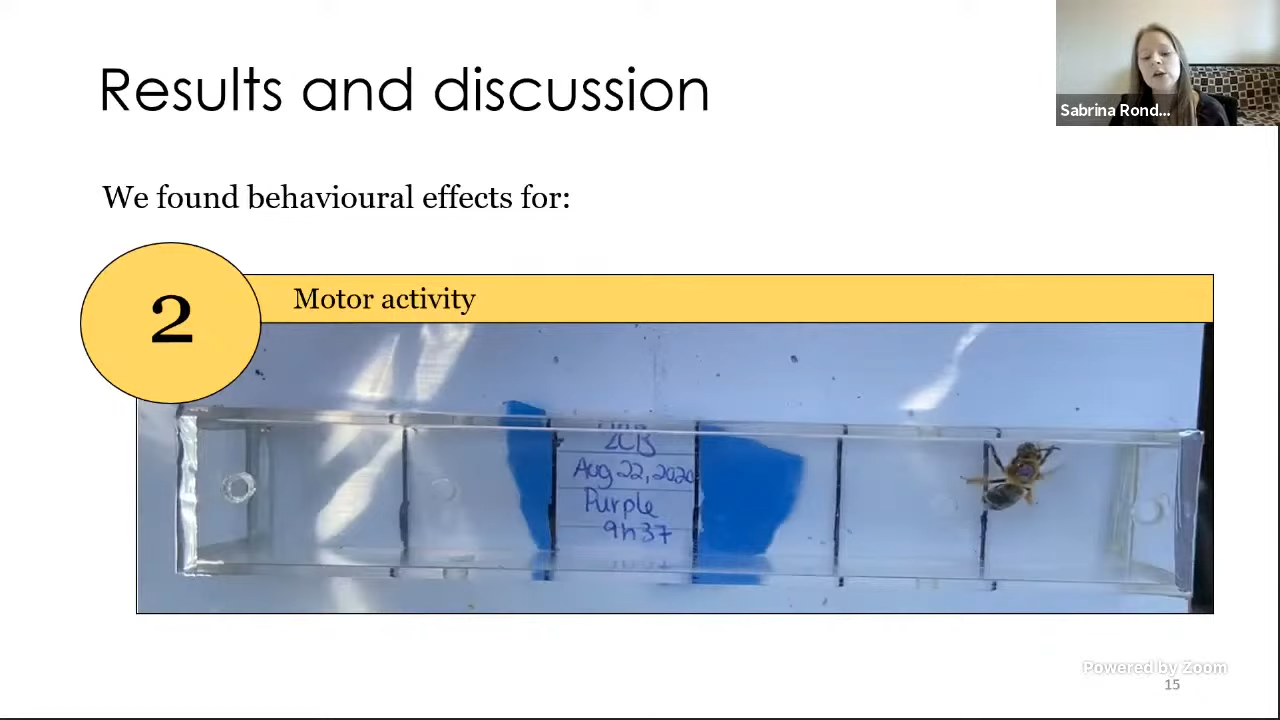 Results and discussion
Sabrina Rond...
We found behavioural effects for:
2
Motor activity
Aug 22, 2020
Purple
9h37
Powered by Zoom
15